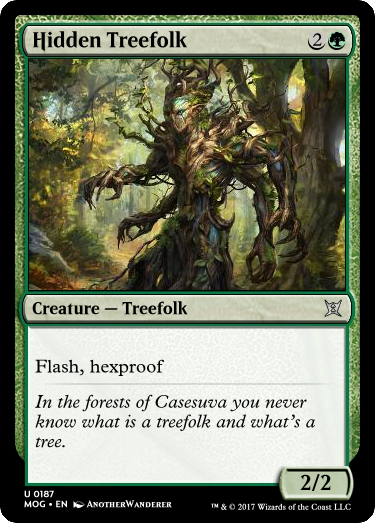 Hidden Treefolk 2
Creature — Treefolk
Flash, hexproof
In the forests of Casesuva you never
know what is a treefolk and what's a
tree.
2/2
U 0187
MOG • EN AnotherWanderer
™ & © 2017 Wizards of the Coast LLC